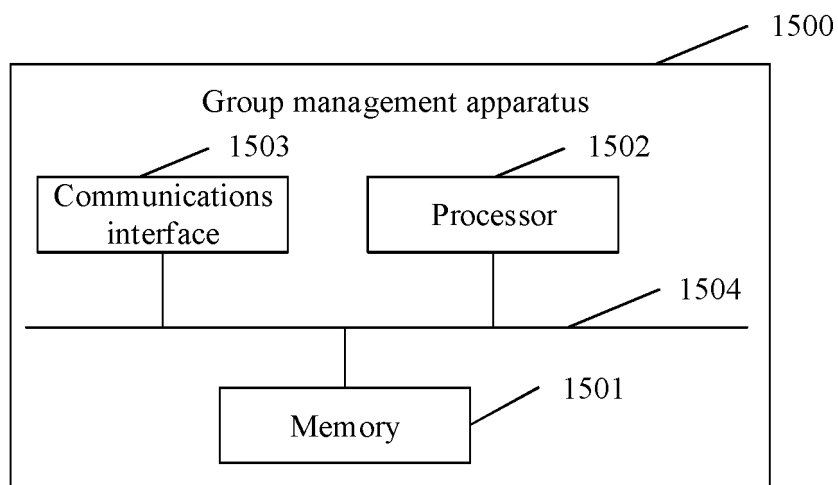 1500
Group management apparatus
1503
1502
Communications
interface
Processor
1504
1501
Memory